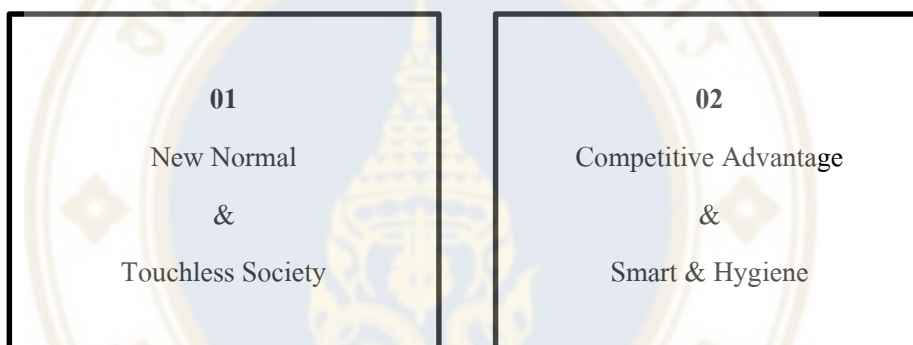 01
New Normal
&
Touchless Society
02
Competitive Advantage
&
Smart & Hygiene